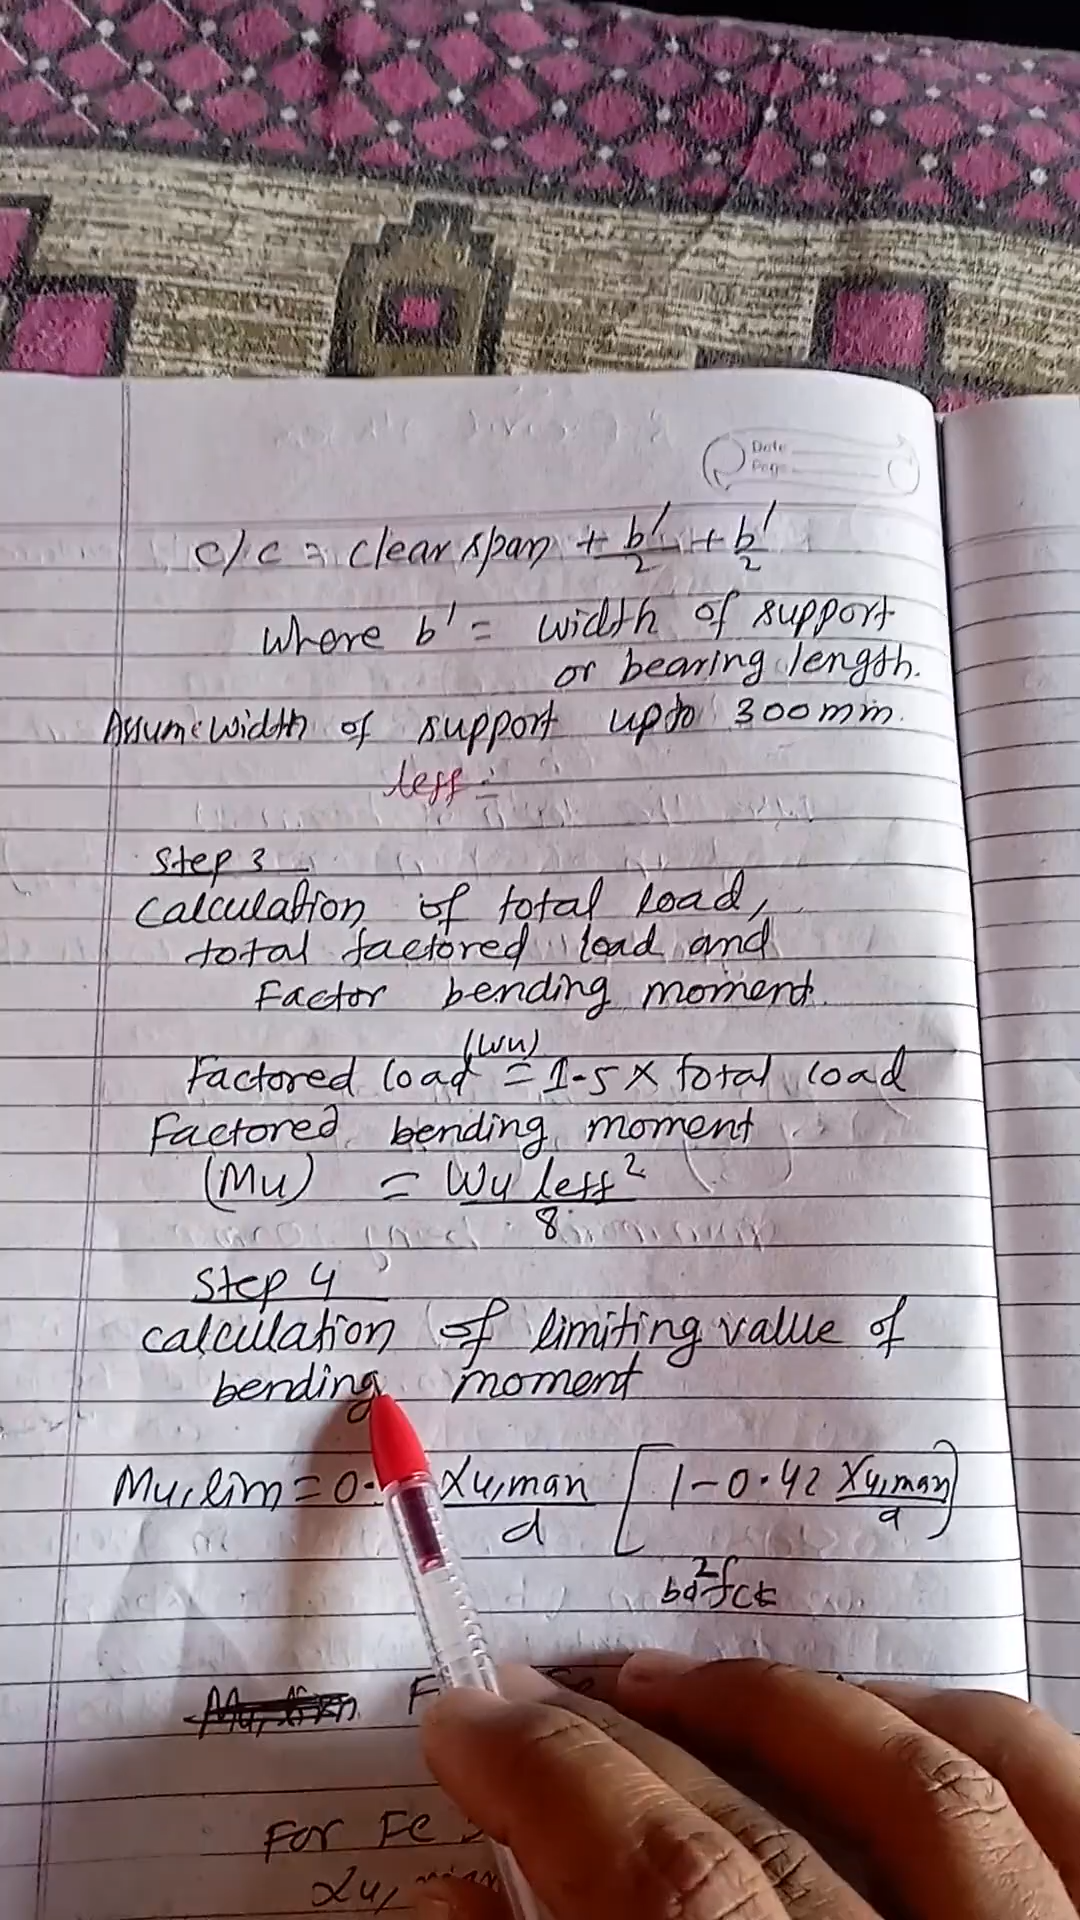 Date
Page
c/c = clear span + b'/2 + b'/2
where b' = width of support
or bearing length.
Assume width of support upto 300mm.
leff =
Step 3
calculation of total load,
total factored load and
Factor bending moment.
(Wu)
Factored load = 1.5 x total load
Factored bending moment
(Mu) = Wu leff²/8
Step 4
calculation of limiting value of
bending moment
Mu,lim = 0. Xu,max/d [1-0.42 Xu,max/d]
bd²fck
Mu,lim
For Fe